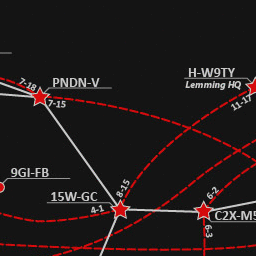 H-W9TY
Lemming HQ
7-18
PNDN-V
7-15
11-17
9GI-FB
8-15
6-2
15W-GC
4-1
C2X-M5
6-3